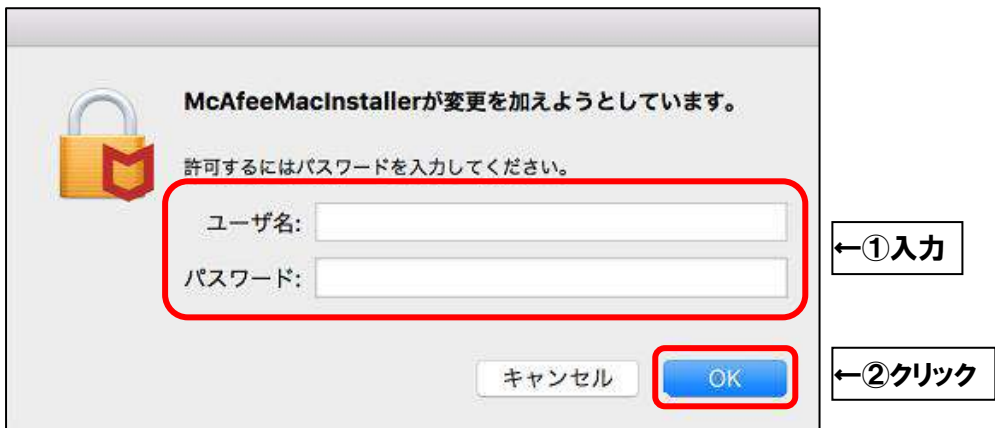 McAfeeMacInstallerが変更を加えようとしています。
許可するにはパスワードを入力してください。
ユーザ名:
←①入力
パスワード:
キャンセル
OK
←②クリック